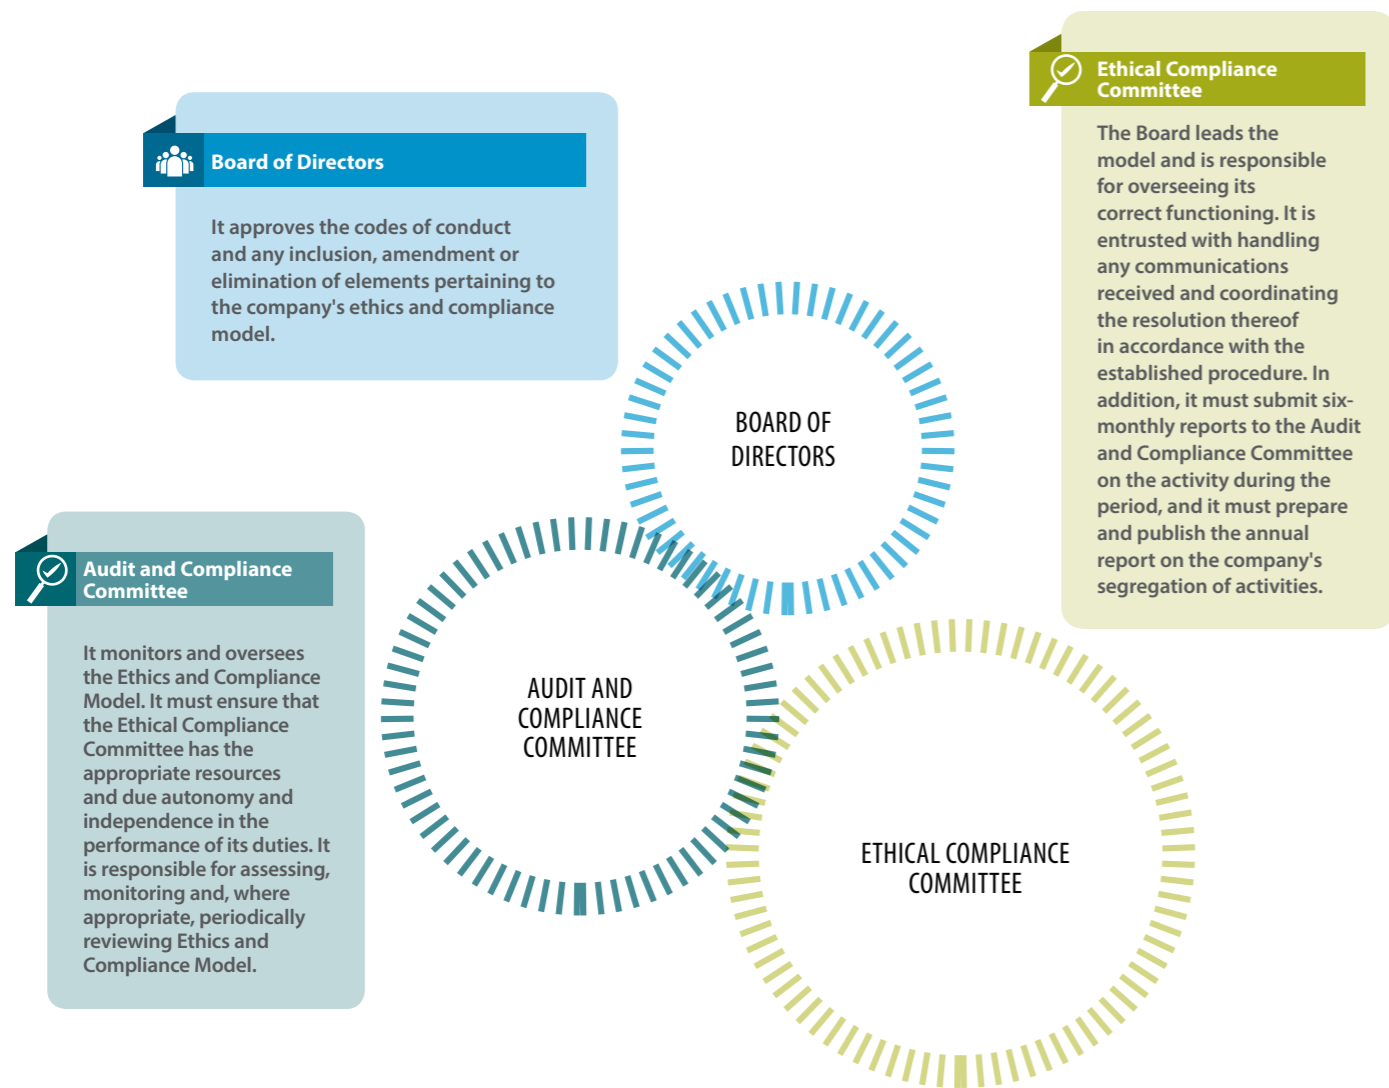 Board of Directors
It approves the codes of conduct
and any inclusion, amendment or
elimination of elements pertaining to
the company's ethics and compliance
model.
Ethical Compliance
Committee
The Board leads the
model and is responsible
for overseeing its
correct functioning. It is
entrusted with handling
any communications
received and coordinating
the resolution thereof
in accordance with the
established procedure. In
addition, it must submit six-
monthly reports to the Audit
and Compliance Committee
on the activity during the
period, and it must prepare
and publish the annual
report on the company's
segregation of activities.
BOARD OF
DIRECTORS
Audit and Compliance
Committee
It monitors and oversees
the Ethics and Compliance
Model. It must ensure that
the Ethical Compliance
Committee has the
appropriate resources
and due autonomy and
independence in the
performance of its duties. It
is responsible for assessing,
monitoring and, where
appropriate, periodically
reviewing Ethics and
Compliance Model.
AUDIT AND
COMPLIANCE
COMMITTEE
ETHICAL COMPLIANCE
COMMITTEE